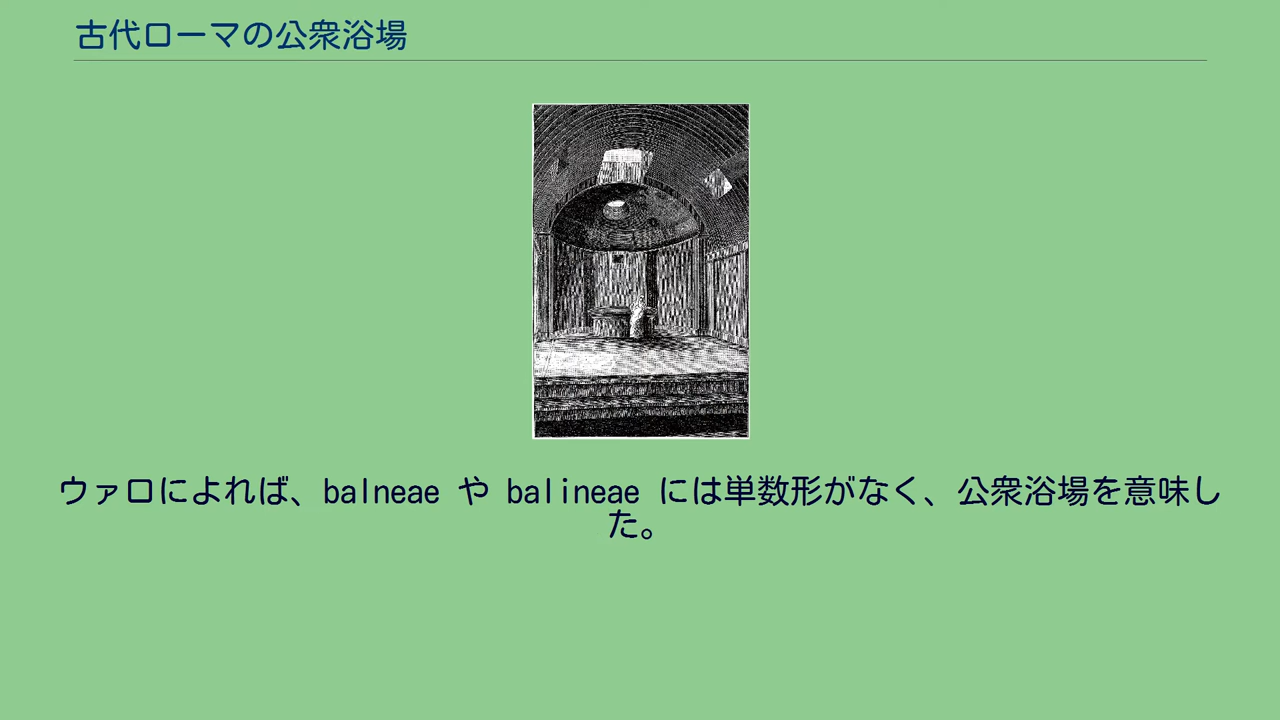 古代ローマの公衆浴場
ウァロによれば、balneae や balineae には単数形がなく、公衆浴場を意味し
た。